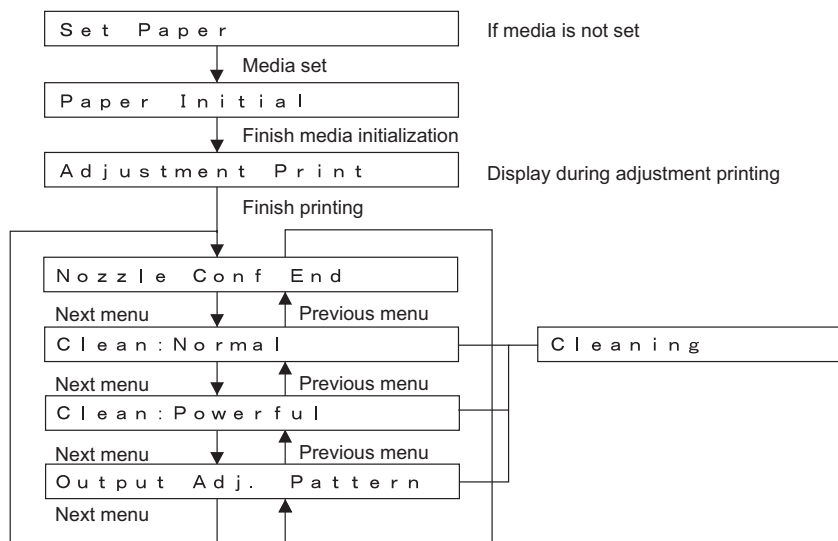 Set Paper
If media is not set
Media set
Paper Initial
Finish media initialization
Adjustment Print
Display during adjustment printing
Finish printing
Nozzle Conf End
Next menu
Previous menu
Clean:Normal
Cleaning
Next menu
Previous menu
Clean:Powerful
Next menu
Previous menu
Output Adj. Pattern
Next menu